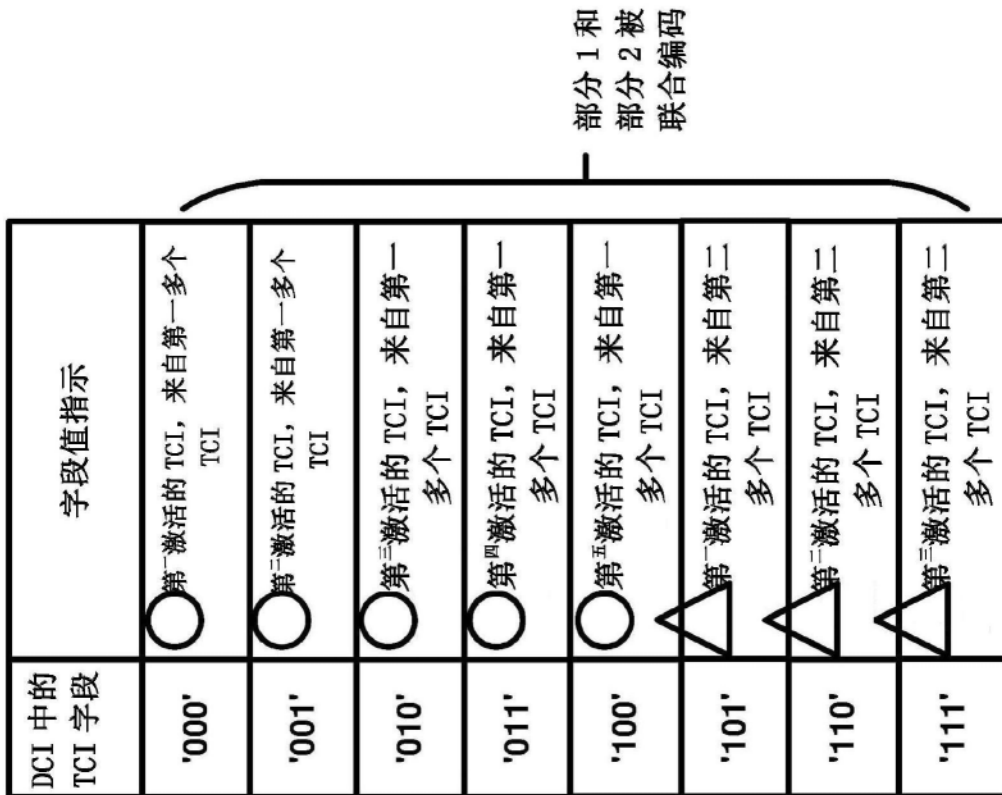 DCI 中的
TCI 字段
字段值指示
'000'
第一激活的 TCI, 来自第一多个
TCI
'001'
第二激活的 TCI, 来自第一多个
TCI
'010'
第三激活的 TCI, 来自第一
多个 TCI
'011'
第四激活的 TCI, 来自第一
多个 TCI
'100'
第五激活的 TCI, 来自第一
多个 TCI
'101'
第一激活的 TCI, 来自第二
多个 TCI
'110'
第二激活的 TCI, 来自第二
多个 TCI
'111'
第三激活的 TCI, 来自第二
多个 TCI
部分 1 和
部分 2 被
联合编码